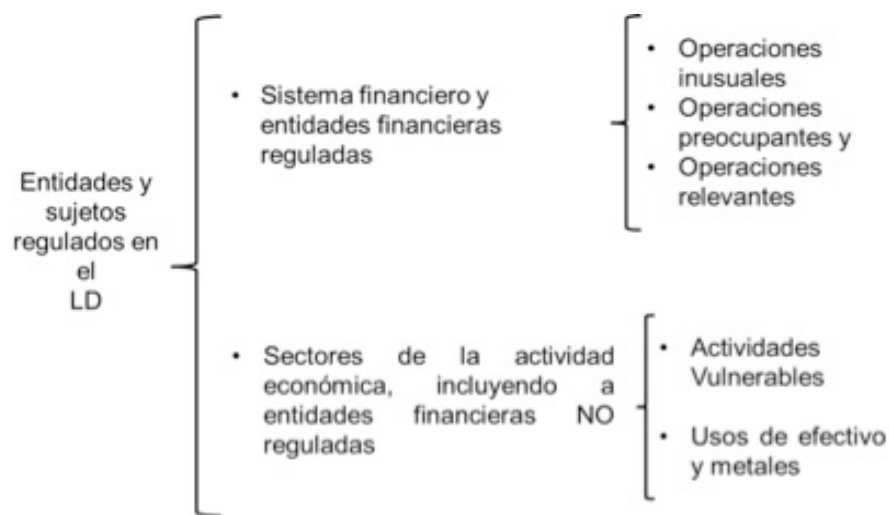 Entidades y
sujetos
regulados en
el
LD
• Sistema financiero y
entidades financieras
reguladas
• Operaciones
inusuales
• Operaciones
preocupantes y
• Operaciones
relevantes
• Sectores de la actividad
económica, incluyendo a
entidades financieras NO
reguladas
• Actividades
Vulnerables
• Usos de efectivo
y metales